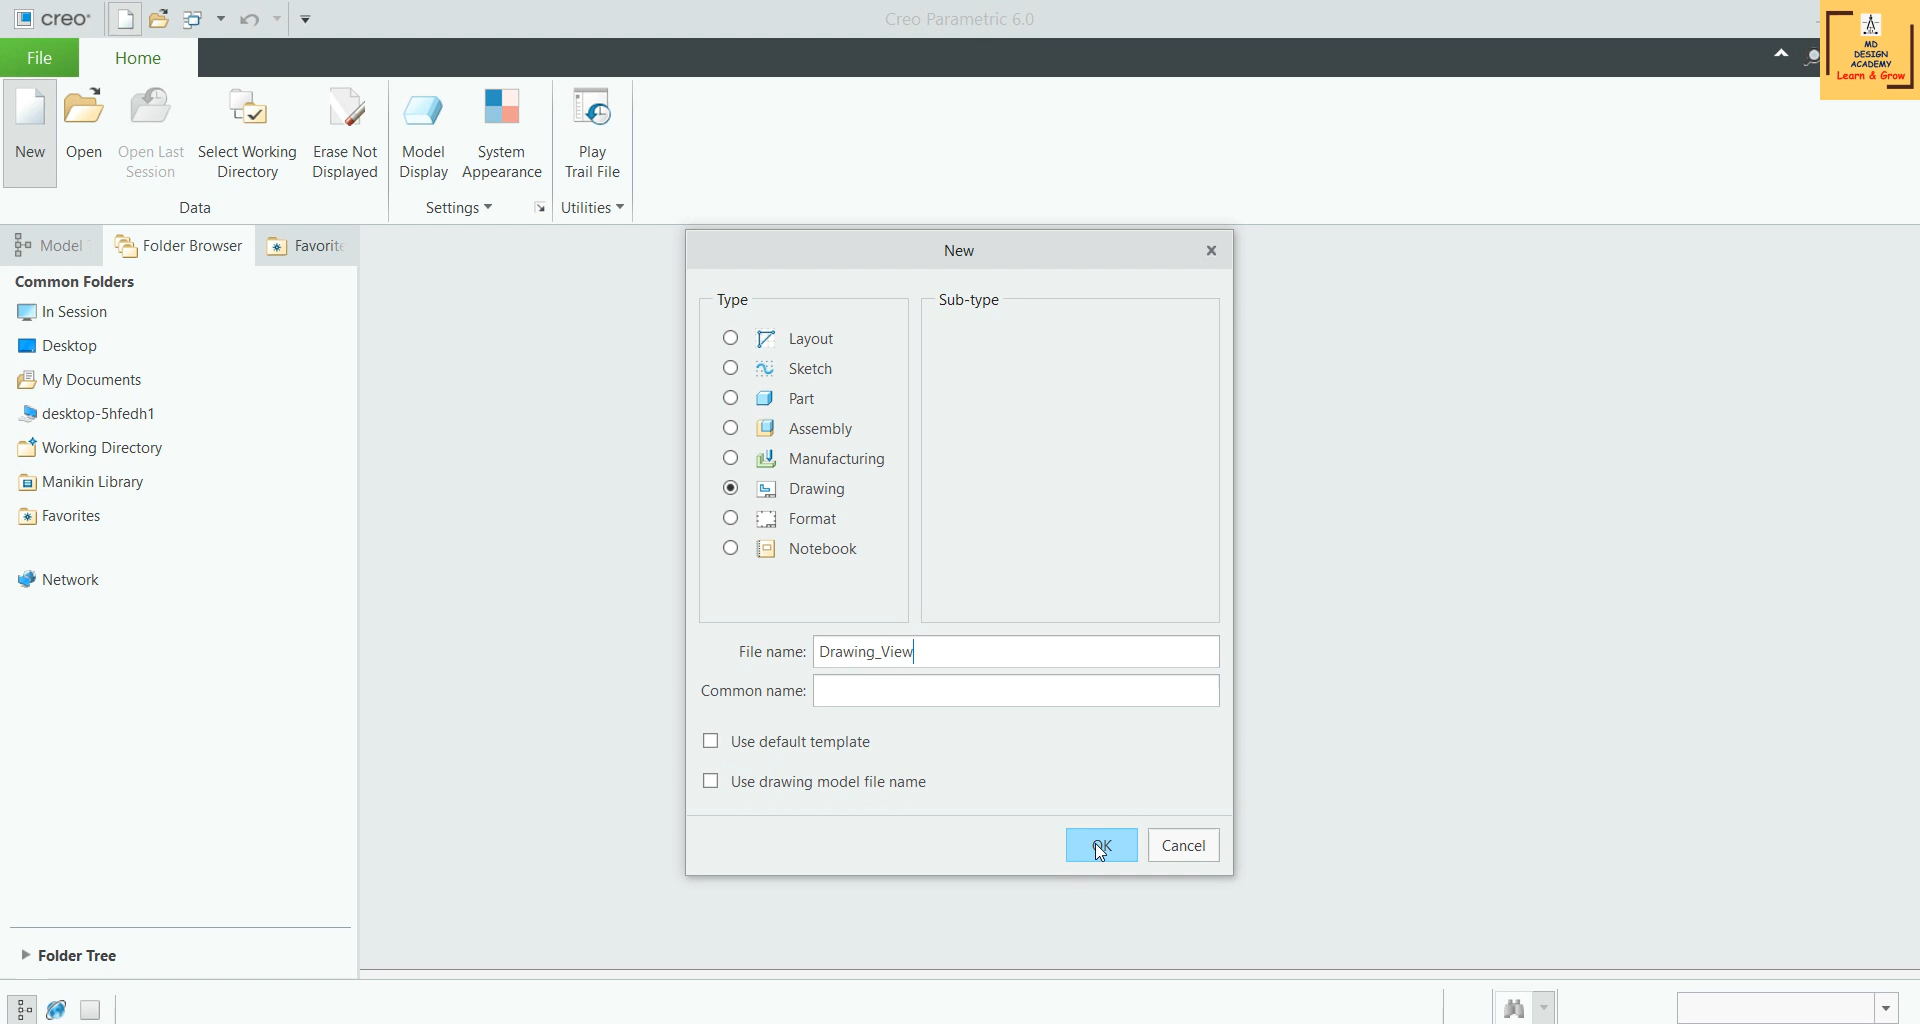 creo
Creo Parametric 6.0
MD
DESIGN
ACADEMY
Learn & Grow
File
Home
New
Open
Open Last
Session
Select Working
Directory
Erase Not
Displayed
Model
Display
System
Appearance
Play
Trail File
Data
Settings
Utilities
Model
Folder Browser
Favorite
Common Folders
In Session
Desktop
My Documents
desktop-5hfedh1
Working Directory
Manikin Library
Favorites
Network
Folder Tree
New
Type
Sub-type
Layout
Sketch
Part
Assembly
Manufacturing
Drawing
Format
Notebook
File name:
Drawing_View
Common name:
Use default template
Use drawing model file name
OK
Cancel